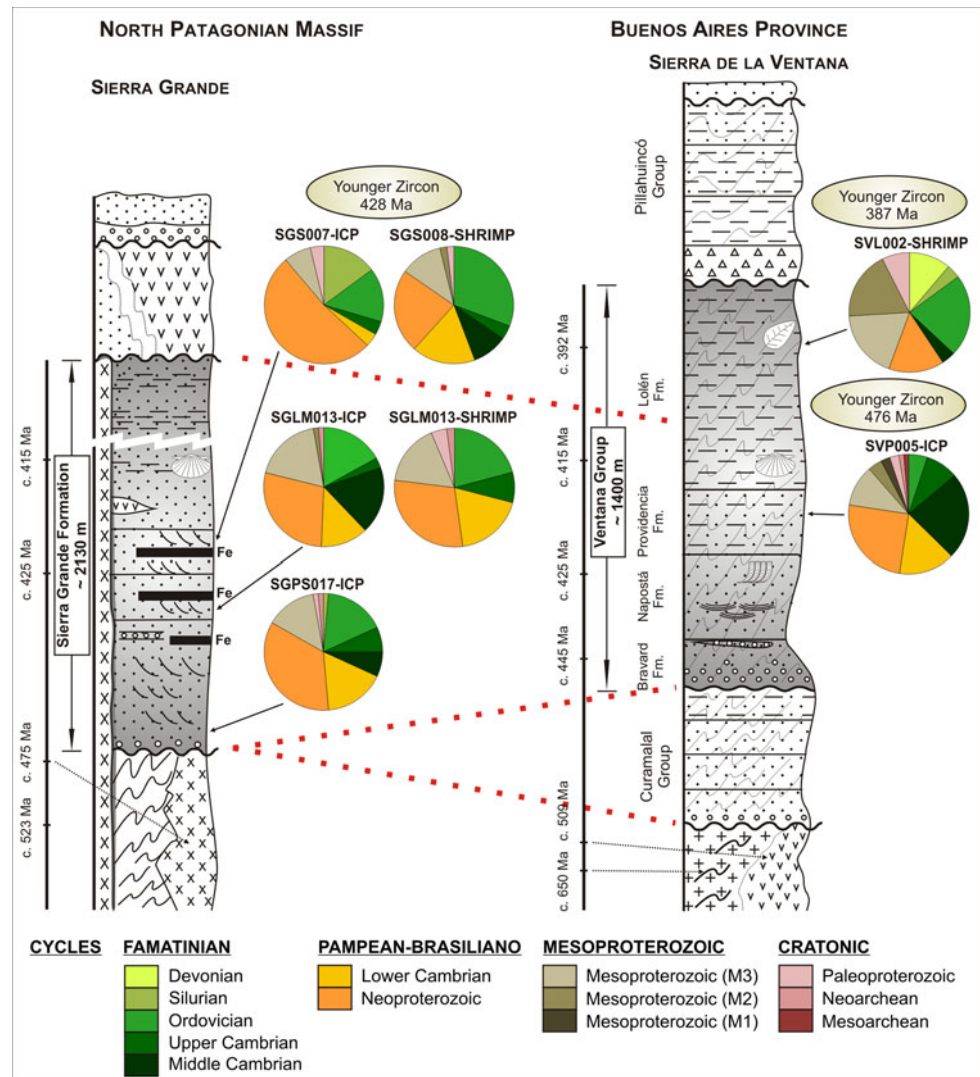 NORTH PATAGONIAN MASSIF
SIERRA GRANDE
BUENOS AIRES PROVINCE
SIERRA DE LA VENTANA
Younger Zircon
428 Ma
SGS007-ICP
SGS008-SHRIMP
SGLM013-ICP
SGLM013-SHRIMP
SGPS017-ICP
Sierra Grande Formation
~ 2130 m
c. 415 Ma
c. 425 Ma
c. 475 Ma
c. 523 Ma
Fe
Fe
Fe
Younger Zircon
387 Ma
SVL002-SHRIMP
Younger Zircon
476 Ma
SVP005-ICP
Ventana Group
~ 1400 m
c. 392 Ma
c. 415 Ma
c. 425 Ma
c. 445 Ma
c. 509 Ma
c. 650 Ma
Pillahuincó
Group
Lolén
Fm.
Providencia
Fm.
Napostá
Fm.
Bravard
Fm.
Curamalal
Group
CYCLES
FAMATINIAN
Devonian
Silurian
Ordovician
Upper Cambrian
Middle Cambrian
PAMPEAN-BRASILIANO
Lower Cambrian
Neoproterozoic
MESOPROTEROZOIC
Mesoproterozoic (M3)
Mesoproterozoic (M2)
Mesoproterozoic (M1)
CRATONIC
Paleoproterozoic
Neoarchean
Mesoarchean